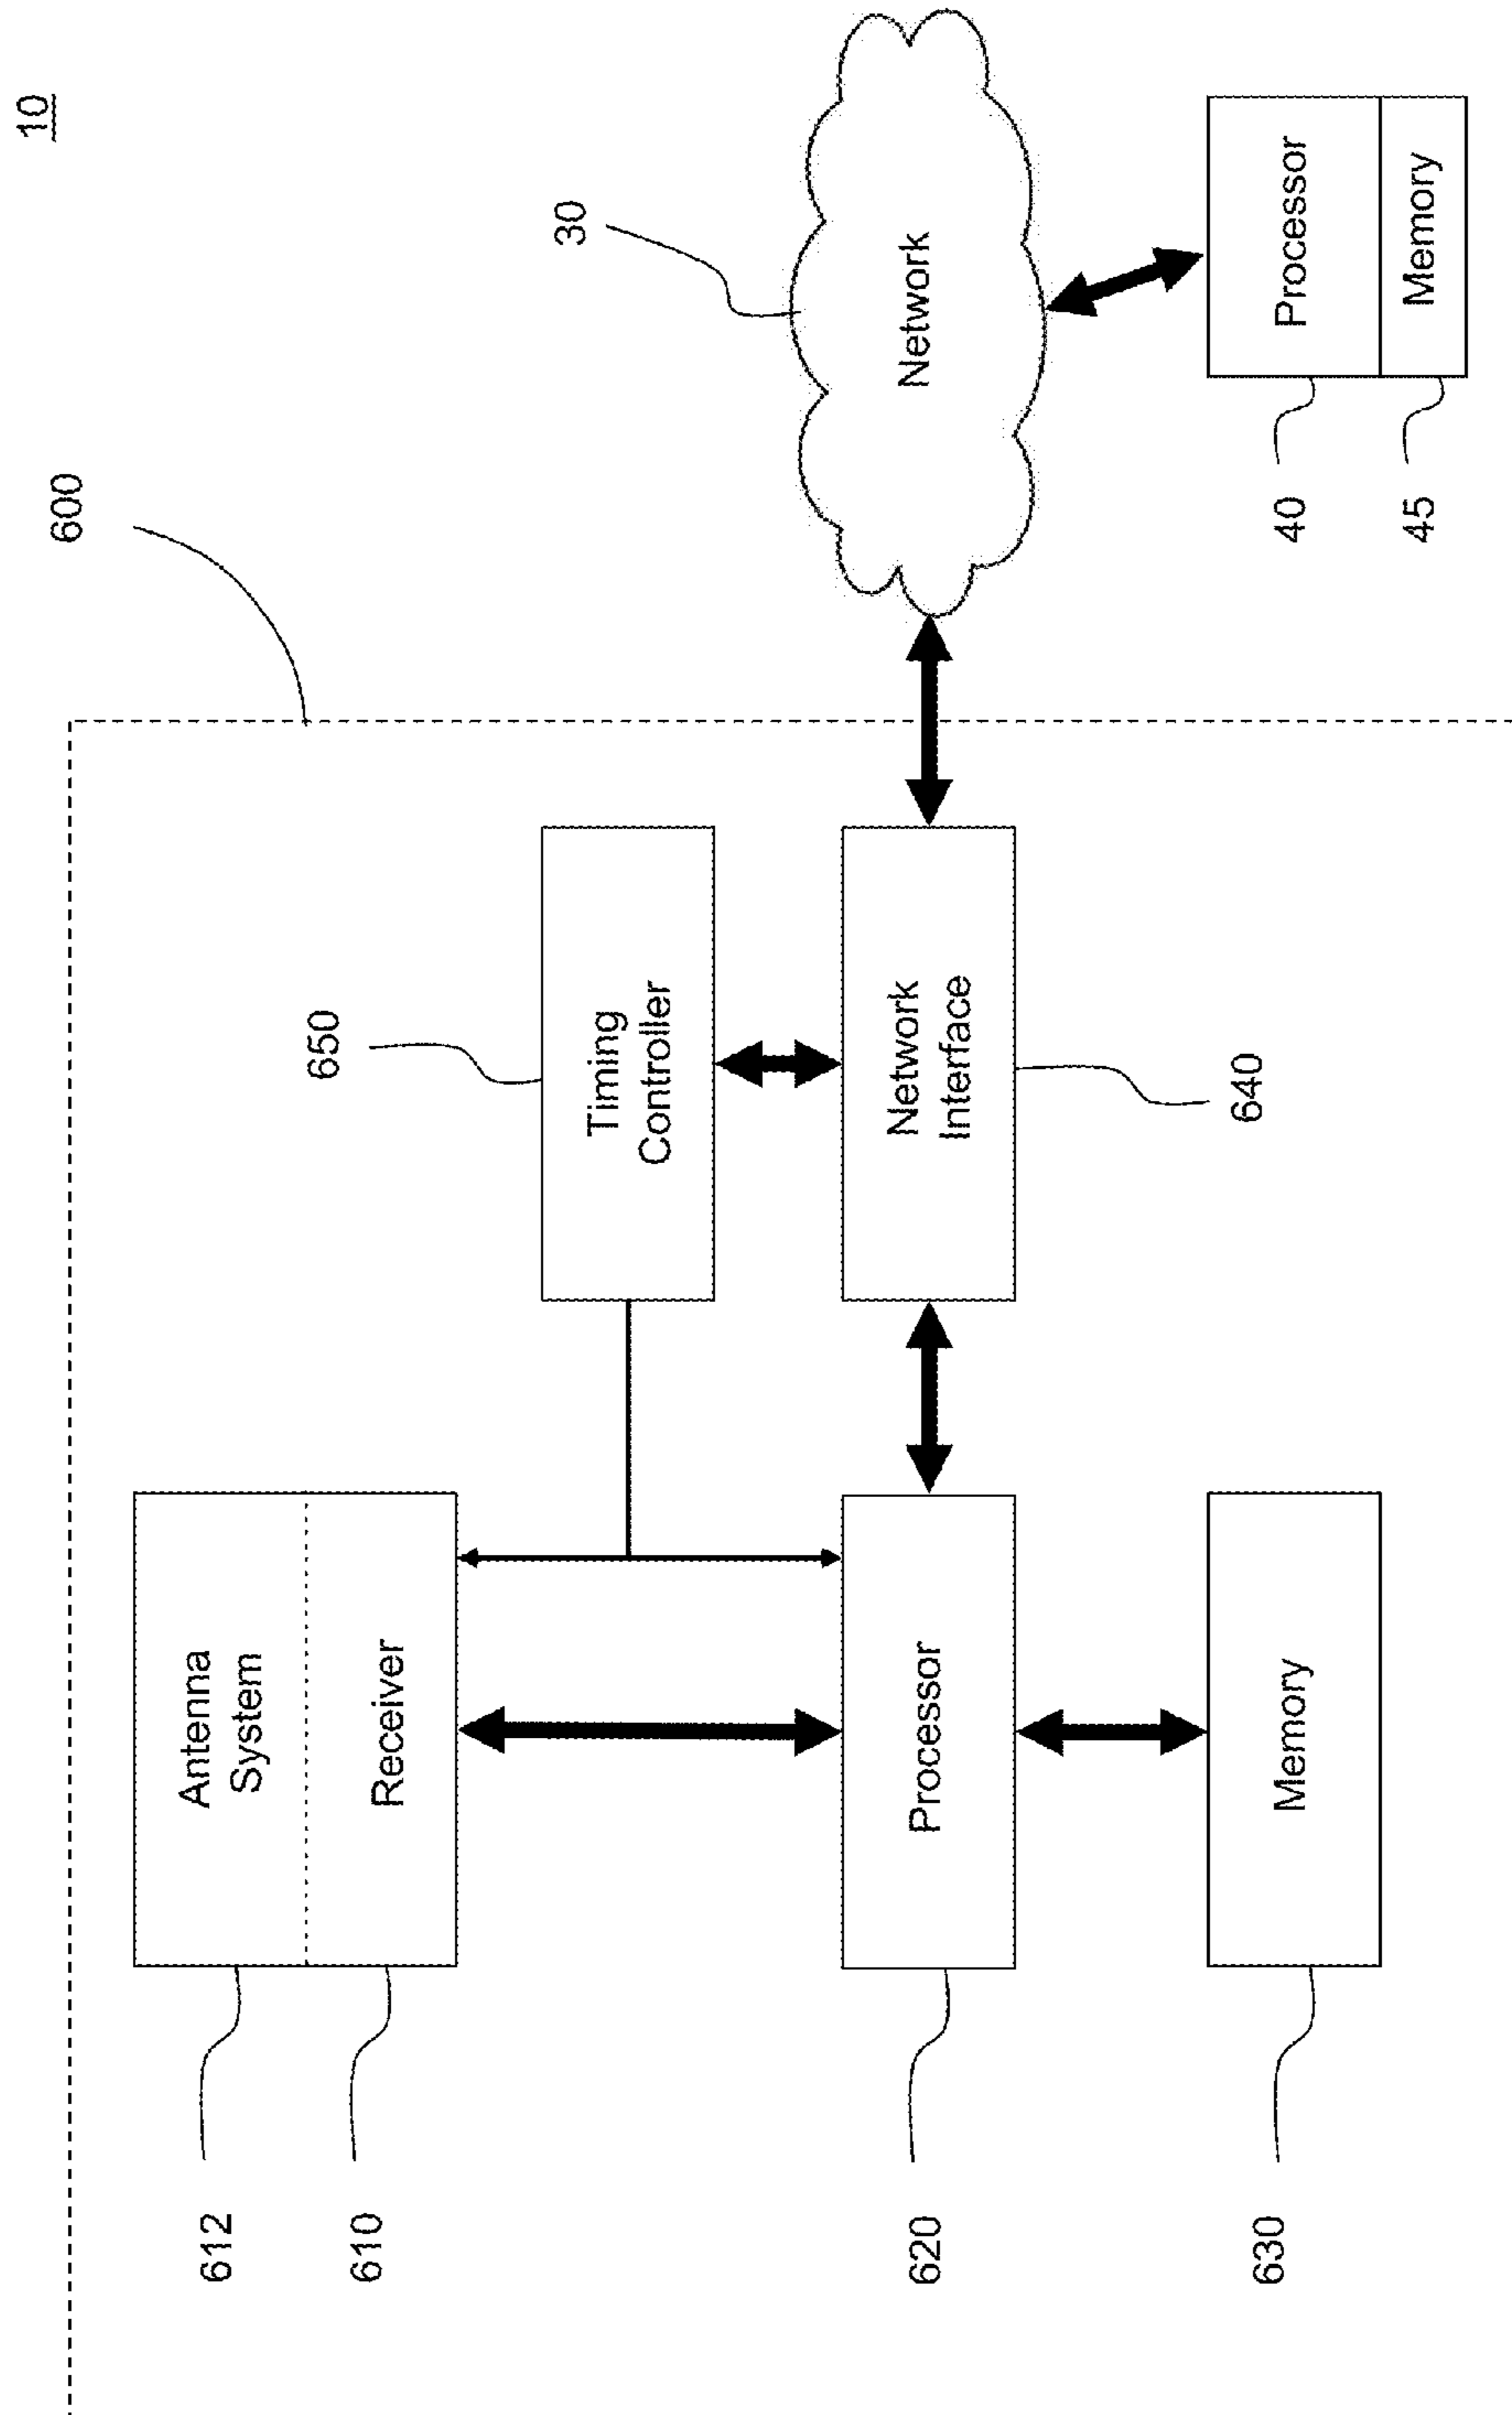 10
600
612
Antenna
System
610
Receiver
650
Timing
Controller
30
Network
620
Processor
Network
Interface
640
630
Memory
40
Processor
45
Memory